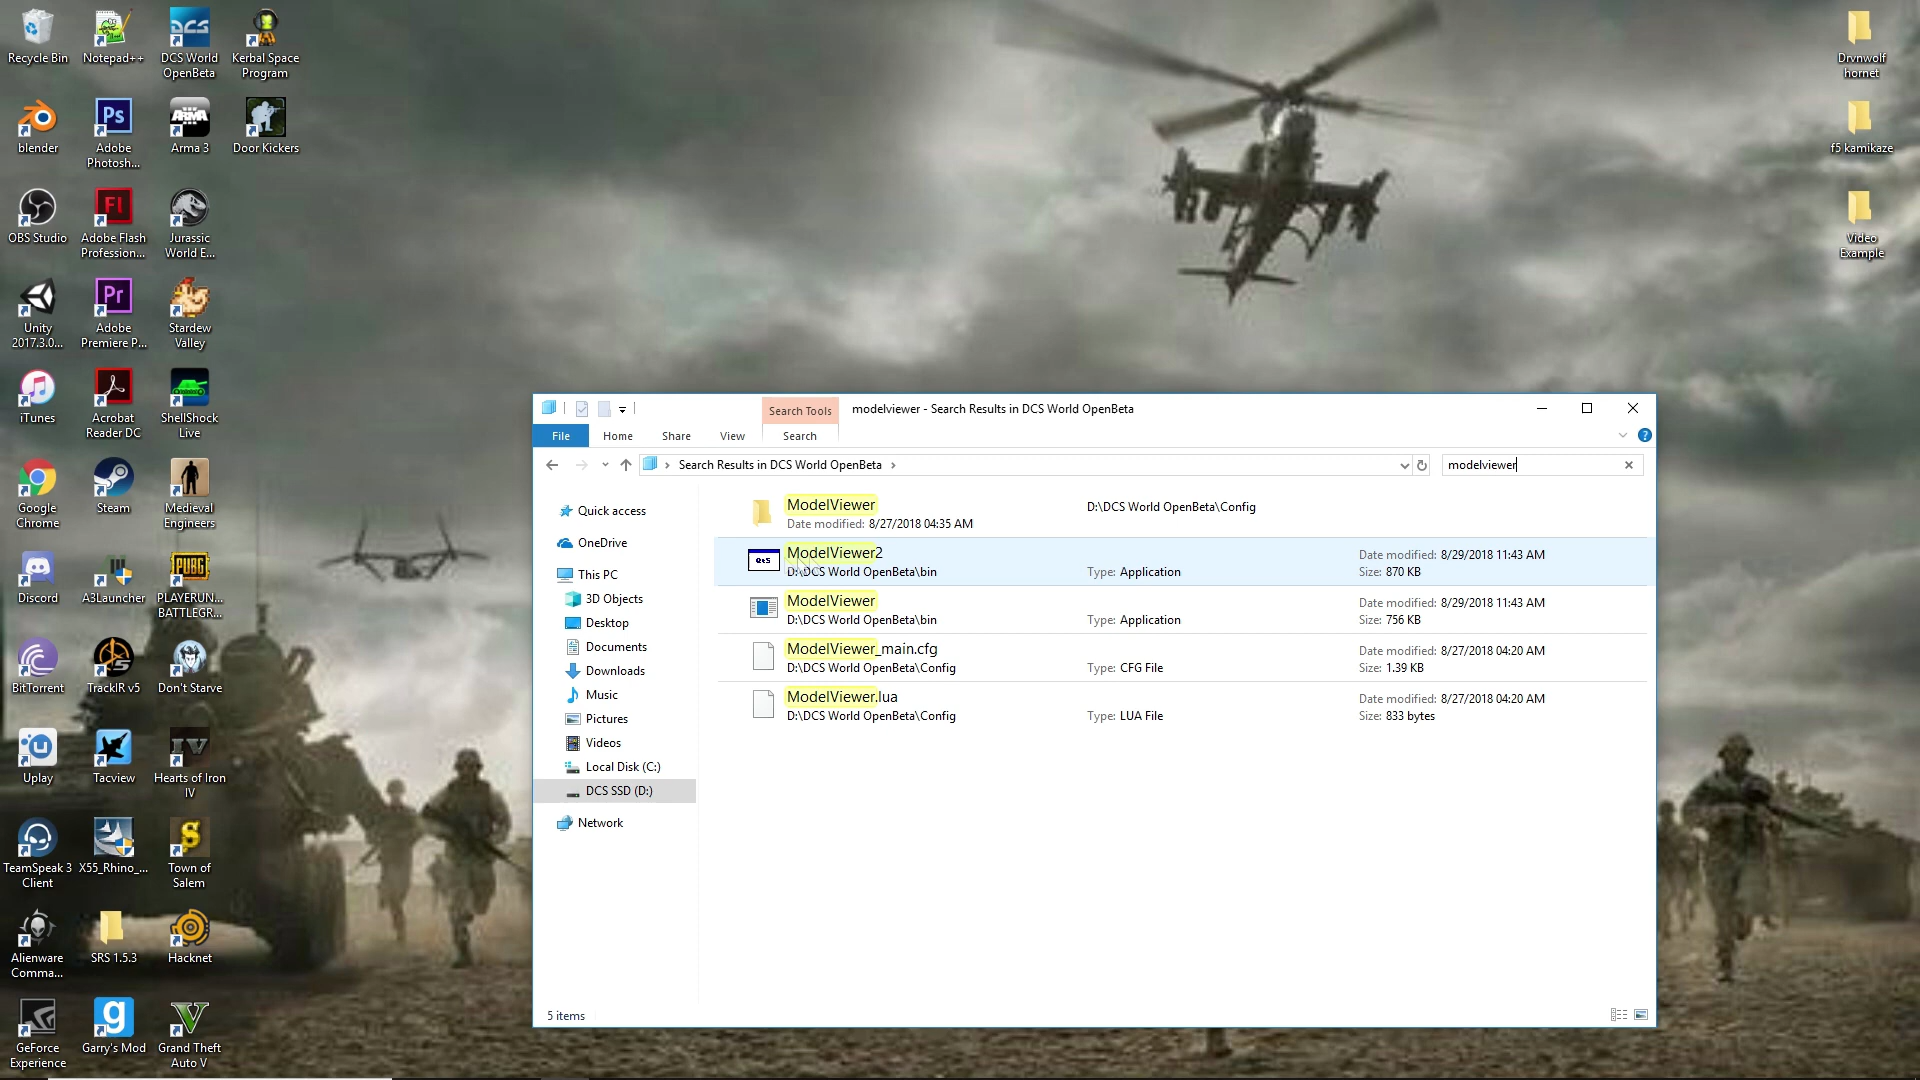 Recycle Bin
Notepad++
DCS World
OpenBeta
Kerbal Space
Program
blender
Adobe
Photosh...
Arma 3
Door Kickers
OBS Studio
Adobe Flash
Profession...
Jurassic
World E...
Unity
2017.3.0...
Adobe
Premiere P...
Stardew
Valley
iTunes
Acrobat
Reader DC
ShellShock
Live
Google
Chrome
Steam
Medieval
Engineers
Discord
A3Launcher
PLAYERUN...
BATTLEGR...
BitTorrent
TrackIR v5
Don't Starve
Uplay
Tacview
Hearts of Iron
IV
TeamSpeak 3
Client
X55_Rhino_...
Town of
Salem
Alienware
Comma...
SRS 1.5.3
Hacknet
GeForce
Experience
Garry's Mod
Grand Theft
Auto V
Drvnwolf
hornet
f5 kamikaze
Video
Example
DCS
Ps
ARMA
Fl
Pr
PUBG
IV
S
g
V
Search Tools
modelviewer - Search Results in DCS World OpenBeta
File
Home
Share
View
Search
Search Results in DCS World OpenBeta
modelviewer
Quick access
OneDrive
This PC
3D Objects
Desktop
Documents
Downloads
Music
Pictures
Videos
Local Disk (C:)
DCS SSD (D:)
Network
ModelViewer
Date modified: 8/27/2018 04:35 AM
D:\DCS World OpenBeta\Config
Qt5
ModelViewer2
D:\DCS World OpenBeta\bin
Type: Application
Date modified: 8/29/2018 11:43 AM
Size: 870 KB
ModelViewer
D:\DCS World OpenBeta\bin
Type: Application
Date modified: 8/29/2018 11:43 AM
Size: 756 KB
ModelViewer_main.cfg
D:\DCS World OpenBeta\Config
Type: CFG File
Date modified: 8/27/2018 04:20 AM
Size: 1.39 KB
ModelViewer.lua
D:\DCS World OpenBeta\Config
Type: LUA File
Date modified: 8/27/2018 04:20 AM
Size: 833 bytes
5 items